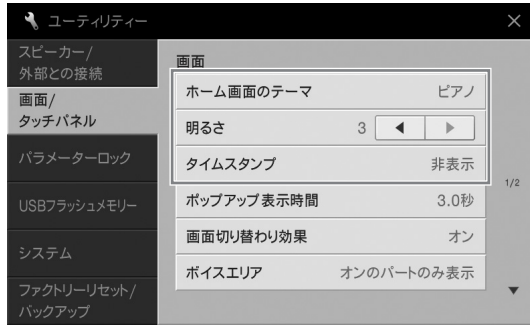 ユーティリティー
スピーカー/
外部との接続
画面/
タッチパネル
パラメーターロック
USBフラッシュメモリー
システム
ファクトリーリセット/
バックアップ
画面
ホーム画面のテーマ ピアノ
明るさ 3
タイムスタンプ 非表示
ポップアップ表示時間 3.0秒
画面切り替わり効果 オン
ボイスエリア オンのパートのみ表示
1/2